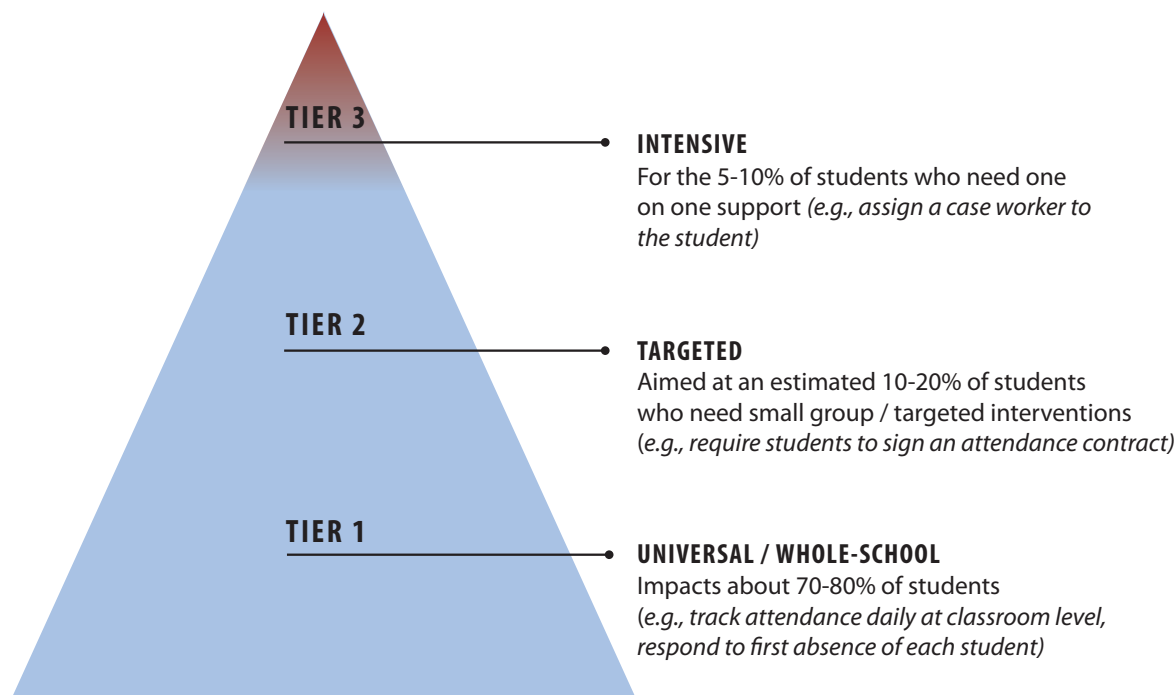 TIER 3
INTENSIVE
For the 5-10% of students who need one
on one support (e.g., assign a case worker to
the student)
TIER 2
TARGETED
Aimed at an estimated 10-20% of students
who need small group / targeted interventions
(e.g., require students to sign an attendance contract)
TIER 1
UNIVERSAL / WHOLE-SCHOOL
Impacts about 70-80% of students
(e.g., track attendance daily at classroom level,
respond to first absence of each student)